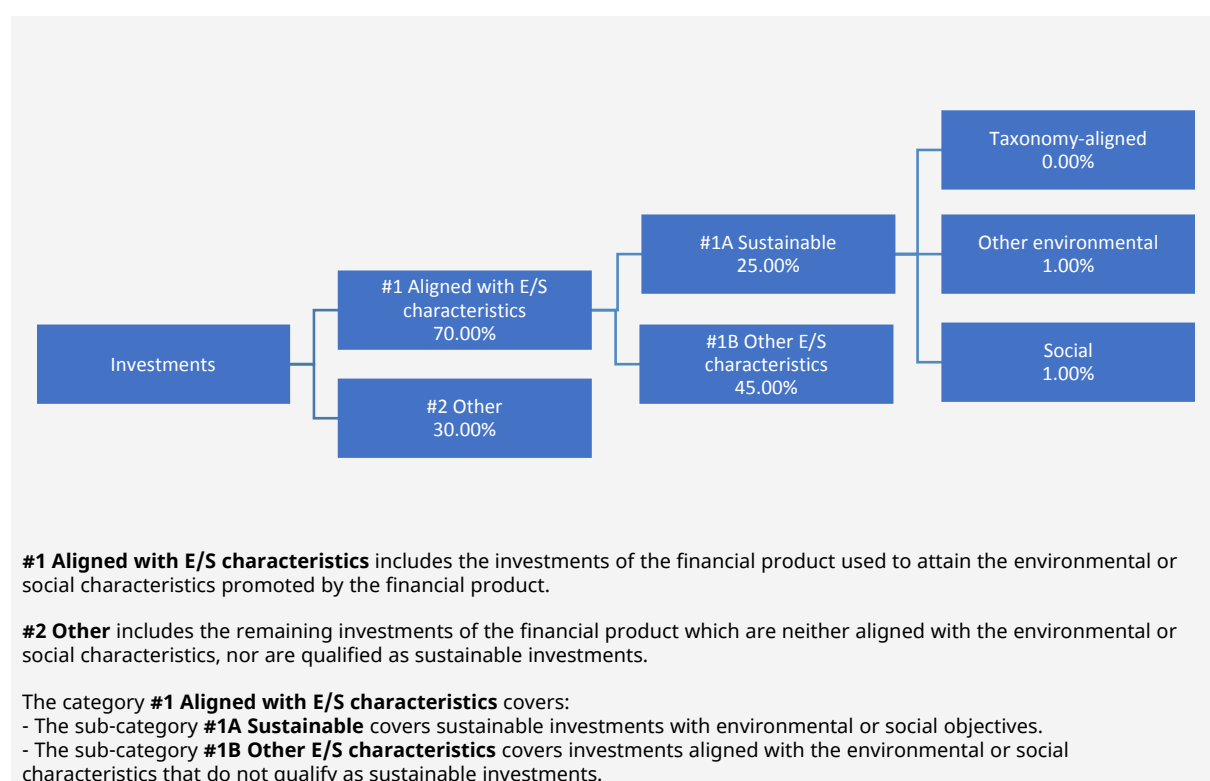 Investments
#1 Aligned with E/S
characteristics
70.00%
#2 Other
30.00%
#1A Sustainable
25.00%
#1B Other E/S
characteristics
45.00%
Taxonomy-aligned
0.00%
Other environmental
1.00%
Social
1.00%
#1 Aligned with E/S characteristics includes the investments of the financial product used to attain the environmental or
social characteristics promoted by the financial product.
#2 Other includes the remaining investments of the financial product which are neither aligned with the environmental or
social characteristics, nor are qualified as sustainable investments.
The category #1 Aligned with E/S characteristics covers:
- The sub-category #1A Sustainable covers sustainable investments with environmental or social objectives.
- The sub-category #1B Other E/S characteristics covers investments aligned with the environmental or social
characteristics that do not qualify as sustainable investments.